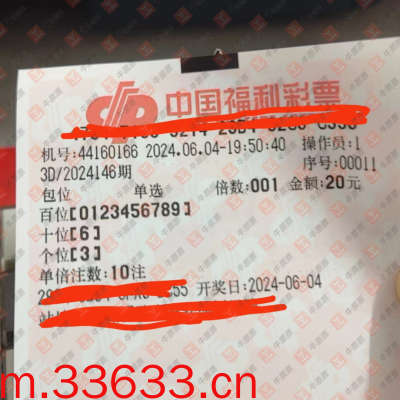 中国福利彩票
机号:44160166 2024.06.04-19:50:40 操作员:1
3D/2024146期 序号:00011
包位 单选 倍数:001 金额:20元
百位[0123456789]
十位[6]
个位[3]
单倍注数:10注
开奖日:2024-06-04
m.33633.cn